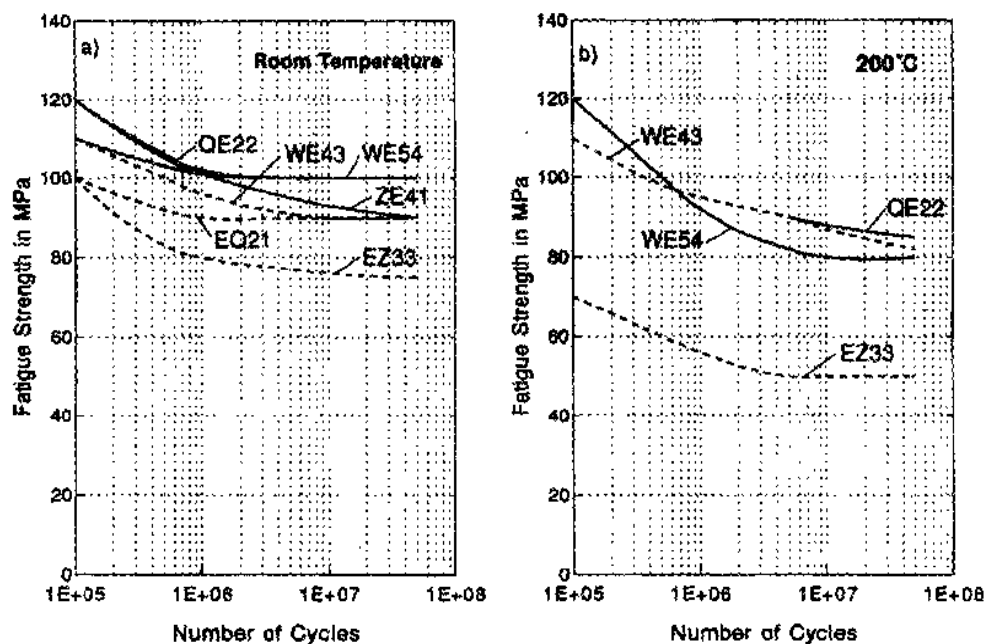 a)
Room Temperature
Fatigue Strength in MPa
140
120
100
80
60
40
20
0
QE22
WE43
WE54
ZE41
EQ21
EZ33
1E+05
1E+06
1E+07
1E+08
Number of Cycles
b)
200°C
Fatigue Strength in MPa
140
120
100
80
60
40
20
0
WE43
QE22
WE54
EZ33
1E+05
1E+06
1E+07
1E+08
Number of Cycles